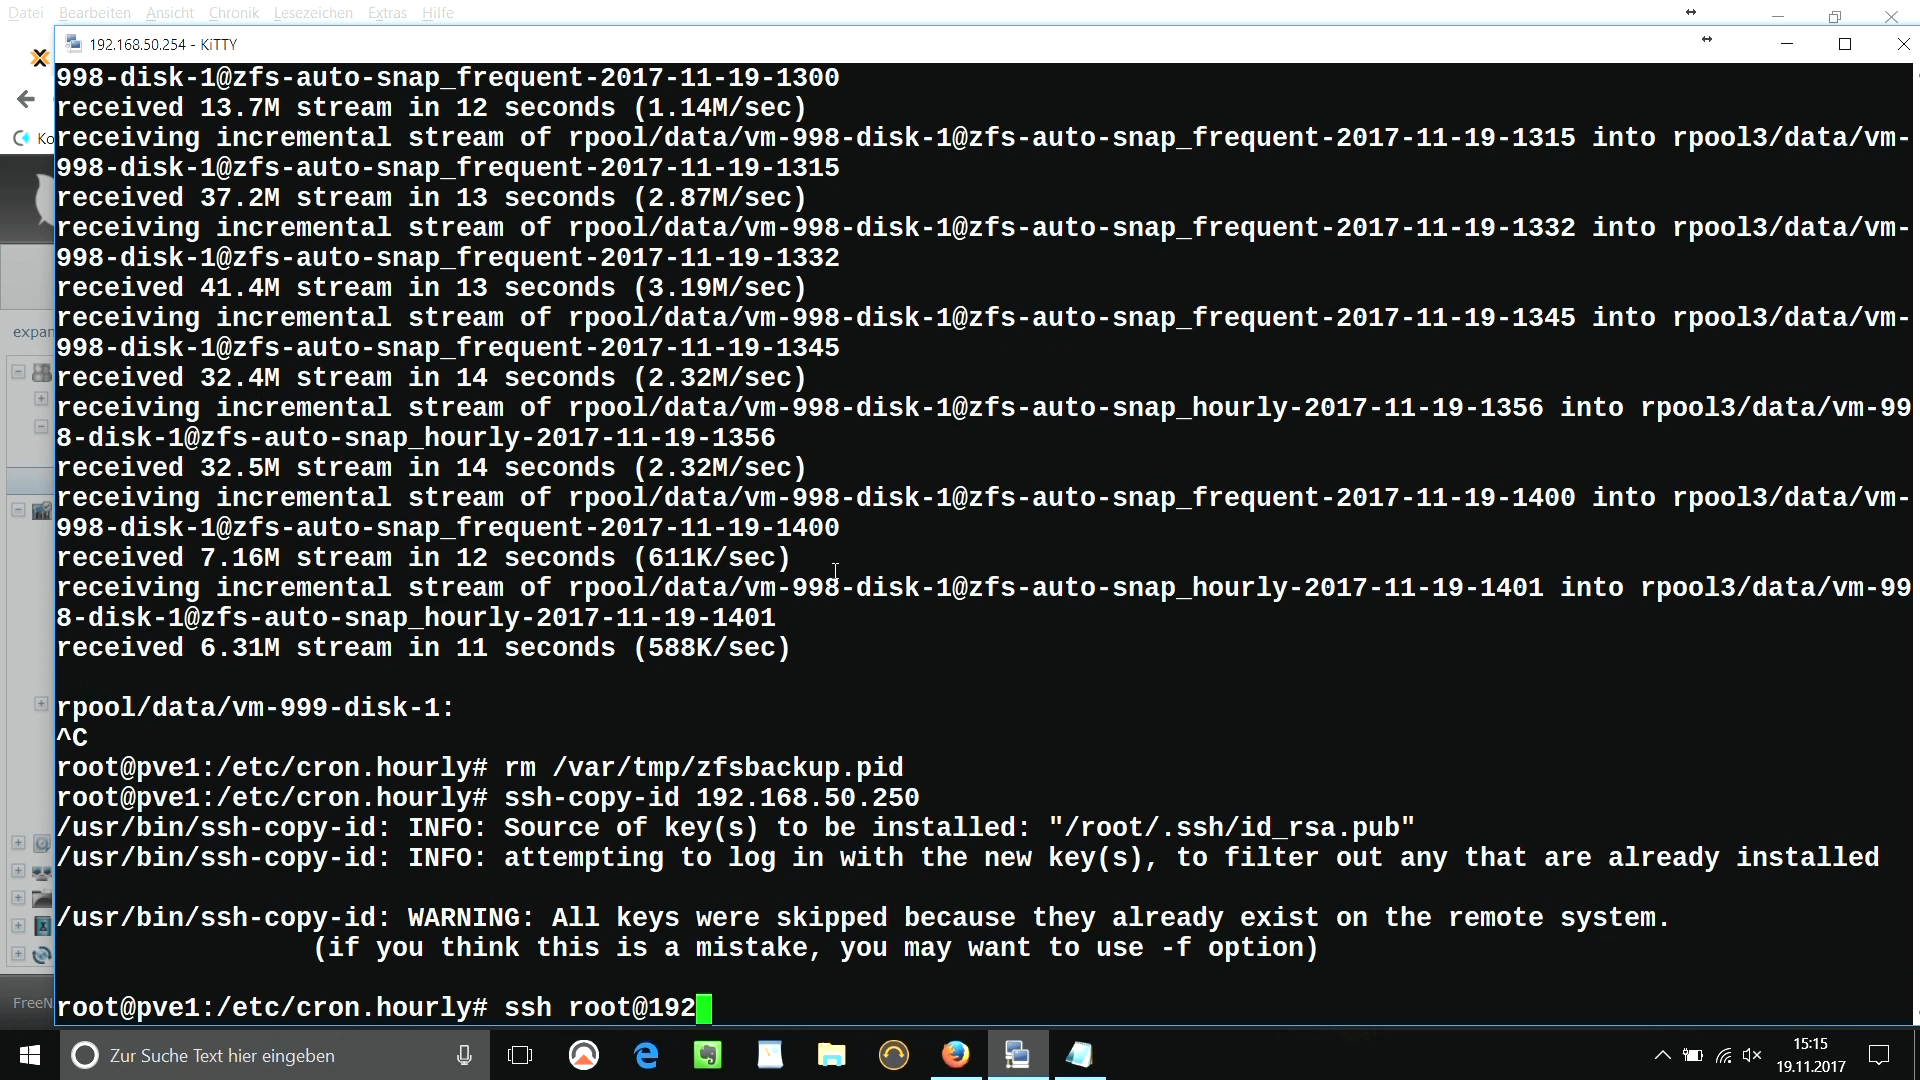 Datei Bearbeiten Ansicht Chronik Lesezeichen Extras Hilfe
192.168.50.254 - KiTTY
998-disk-1@zfs-auto-snap_frequent-2017-11-19-1300
received 13.7M stream in 12 seconds (1.14M/sec)
receiving incremental stream of rpool/data/vm-998-disk-1@zfs-auto-snap_frequent-2017-11-19-1315 into rpool3/data/vm-
998-disk-1@zfs-auto-snap_frequent-2017-11-19-1315
received 37.2M stream in 13 seconds (2.87M/sec)
receiving incremental stream of rpool/data/vm-998-disk-1@zfs-auto-snap_frequent-2017-11-19-1332 into rpool3/data/vm-
998-disk-1@zfs-auto-snap_frequent-2017-11-19-1332
received 41.4M stream in 13 seconds (3.19M/sec)
receiving incremental stream of rpool/data/vm-998-disk-1@zfs-auto-snap_frequent-2017-11-19-1345 into rpool3/data/vm-
998-disk-1@zfs-auto-snap_frequent-2017-11-19-1345
received 32.4M stream in 14 seconds (2.32M/sec)
receiving incremental stream of rpool/data/vm-998-disk-1@zfs-auto-snap_hourly-2017-11-19-1356 into rpool3/data/vm-99
8-disk-1@zfs-auto-snap_hourly-2017-11-19-1356
received 32.5M stream in 14 seconds (2.32M/sec)
receiving incremental stream of rpool/data/vm-998-disk-1@zfs-auto-snap_frequent-2017-11-19-1400 into rpool3/data/vm-
998-disk-1@zfs-auto-snap_frequent-2017-11-19-1400
received 7.16M stream in 12 seconds (611K/sec)
receiving incremental stream of rpool/data/vm-998-disk-1@zfs-auto-snap_hourly-2017-11-19-1401 into rpool3/data/vm-99
8-disk-1@zfs-auto-snap_hourly-2017-11-19-1401
received 6.31M stream in 11 seconds (588K/sec)
rpool/data/vm-999-disk-1:
^C
root@pve1:/etc/cron.hourly# rm /var/tmp/zfsbackup.pid
root@pve1:/etc/cron.hourly# ssh-copy-id 192.168.50.250
/usr/bin/ssh-copy-id: INFO: Source of key(s) to be installed: "/root/.ssh/id_rsa.pub"
/usr/bin/ssh-copy-id: INFO: attempting to log in with the new key(s), to filter out any that are already installed
/usr/bin/ssh-copy-id: WARNING: All keys were skipped because they already exist on the remote system.
(if you think this is a mistake, you may want to use -f option)
root@pve1:/etc/cron.hourly# ssh root@192
Ko
expan
FreeN
Zur Suche Text hier eingeben
15:15
19.11.2017